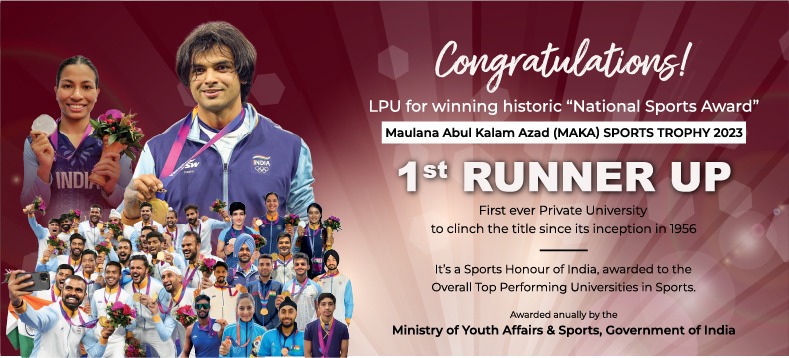 Congratulations!
LPU for winning historic “National Sports Award”
Maulana Abul Kalam Azad (MAKA) SPORTS TROPHY 2023
1st RUNNER UP
First ever Private University
to clinch the title since its inception in 1956
It’s a Sports Honour of India, awarded to the
Overall Top Performing Universities in Sports.
Awarded anually by the
Ministry of Youth Affairs & Sports, Government of India
INDIA
JSW
INDIA